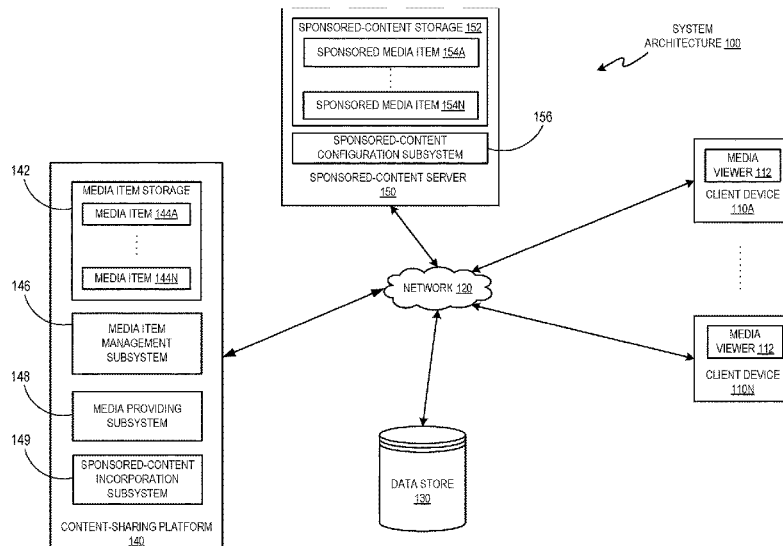 SPONSORED-CONTENT STORAGE 152
SPONSORED MEDIA ITEM 154A
SPONSORED MEDIA ITEM 154N
SPONSORED-CONTENT
CONFIGURATION SUBSYSTEM
SPONSORED-CONTENT SERVER
150
156
SYSTEM
ARCHITECTURE 100
142
MEDIA ITEM STORAGE
MEDIA ITEM 144A
MEDIA ITEM 144N
146
MEDIA ITEM
MANAGEMENT
SUBSYSTEM
148
MEDIA PROVIDING
SUBSYSTEM
149
SPONSORED-CONTENT
INCORPORATION
SUBSYSTEM
CONTENT-SHARING PLATFORM
140
NETWORK 120
DATA STORE
130
MEDIA
VIEWER 112
CLIENT DEVICE
110A
MEDIA
VIEWER 112
CLIENT DEVICE
110N